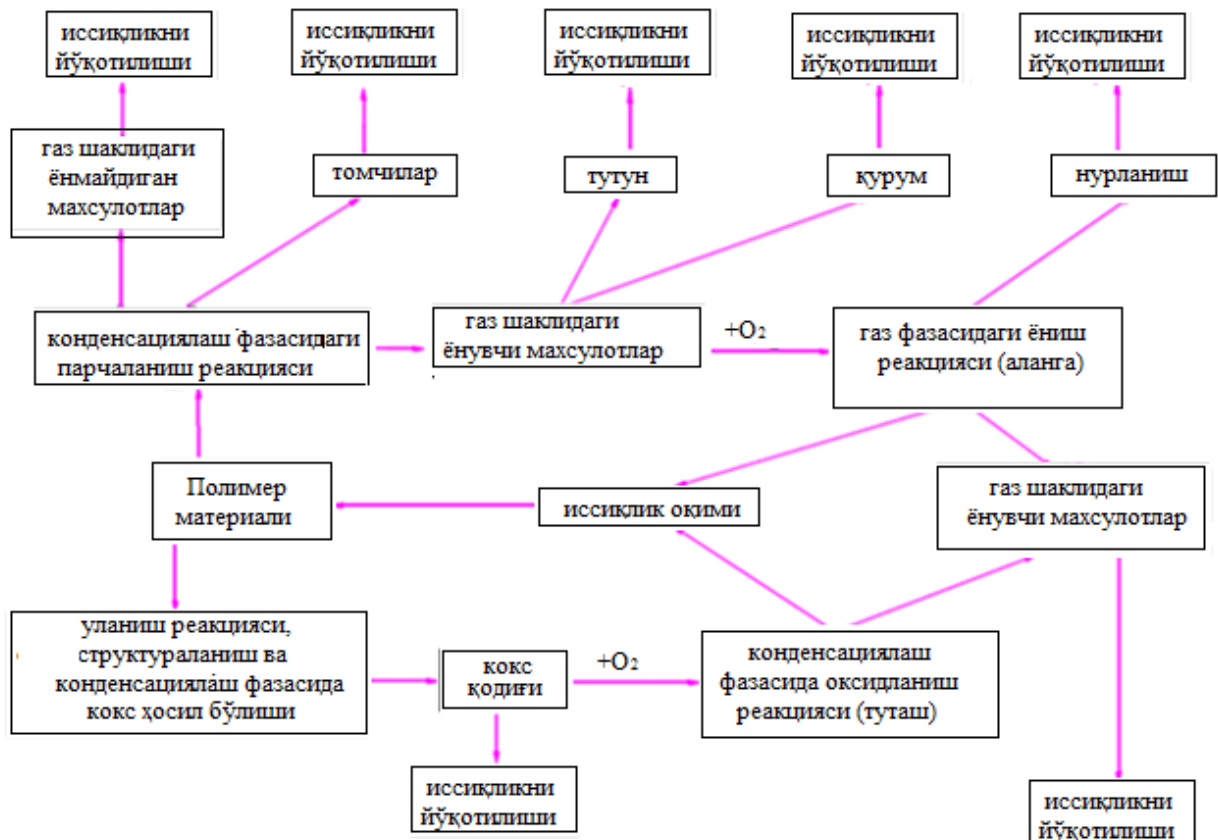 иссиқликни
йўқотилиши
иссиқликни
йўқотилиши
иссиқликни
йўқотилиши
иссиқликни
йўқотилиши
иссиқликни
йўқотилиши
газ шаклидаги
ёнмайдиган
махсулотлар
томчилар
тутун
қурум
нурланиш
конденсациялаш фазасидаги
парчаланиш реакцияси
газ шаклидаги
ёнувчи махсулотлар
+O₂
газ фазасидаги ёниш
реакцияси (аланга)
Полимер
материали
иссиқлик оқими
газ шаклидаги
ёнувчи махсулотлар
уланиш реакцияси,
структураланиш ва
конденсациялаш фазасида
кокс ҳосил бўлиши
кокс
қодиғи
+O₂
конденсациялаш
фазасида оксидланиш
реакцияси (туташ)
иссиқликни
йўқотилиши
иссиқликни
йўқотилиши